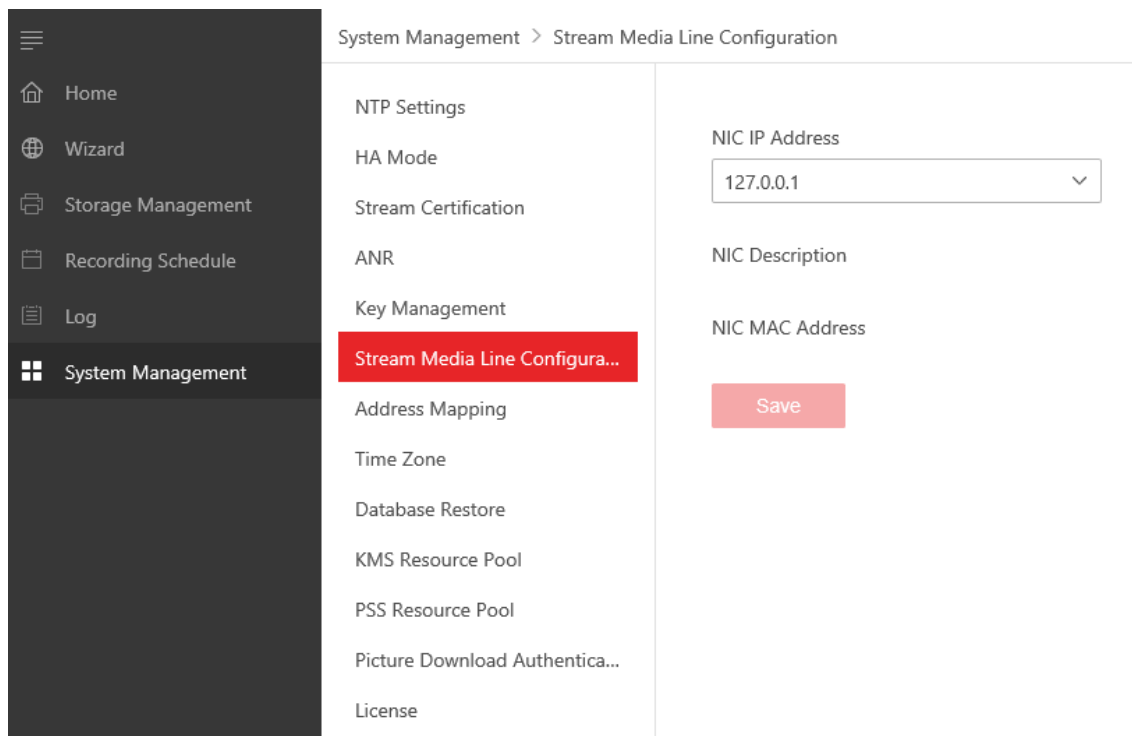 System Management > Stream Media Line Configuration
Home
Wizard
Storage Management
Recording Schedule
Log
System Management
NTP Settings
HA Mode
Stream Certification
ANR
Key Management
Stream Media Line Configura...
Address Mapping
Time Zone
Database Restore
KMS Resource Pool
PSS Resource Pool
Picture Download Authentica...
License
NIC IP Address
127.0.0.1
NIC Description
NIC MAC Address
Save